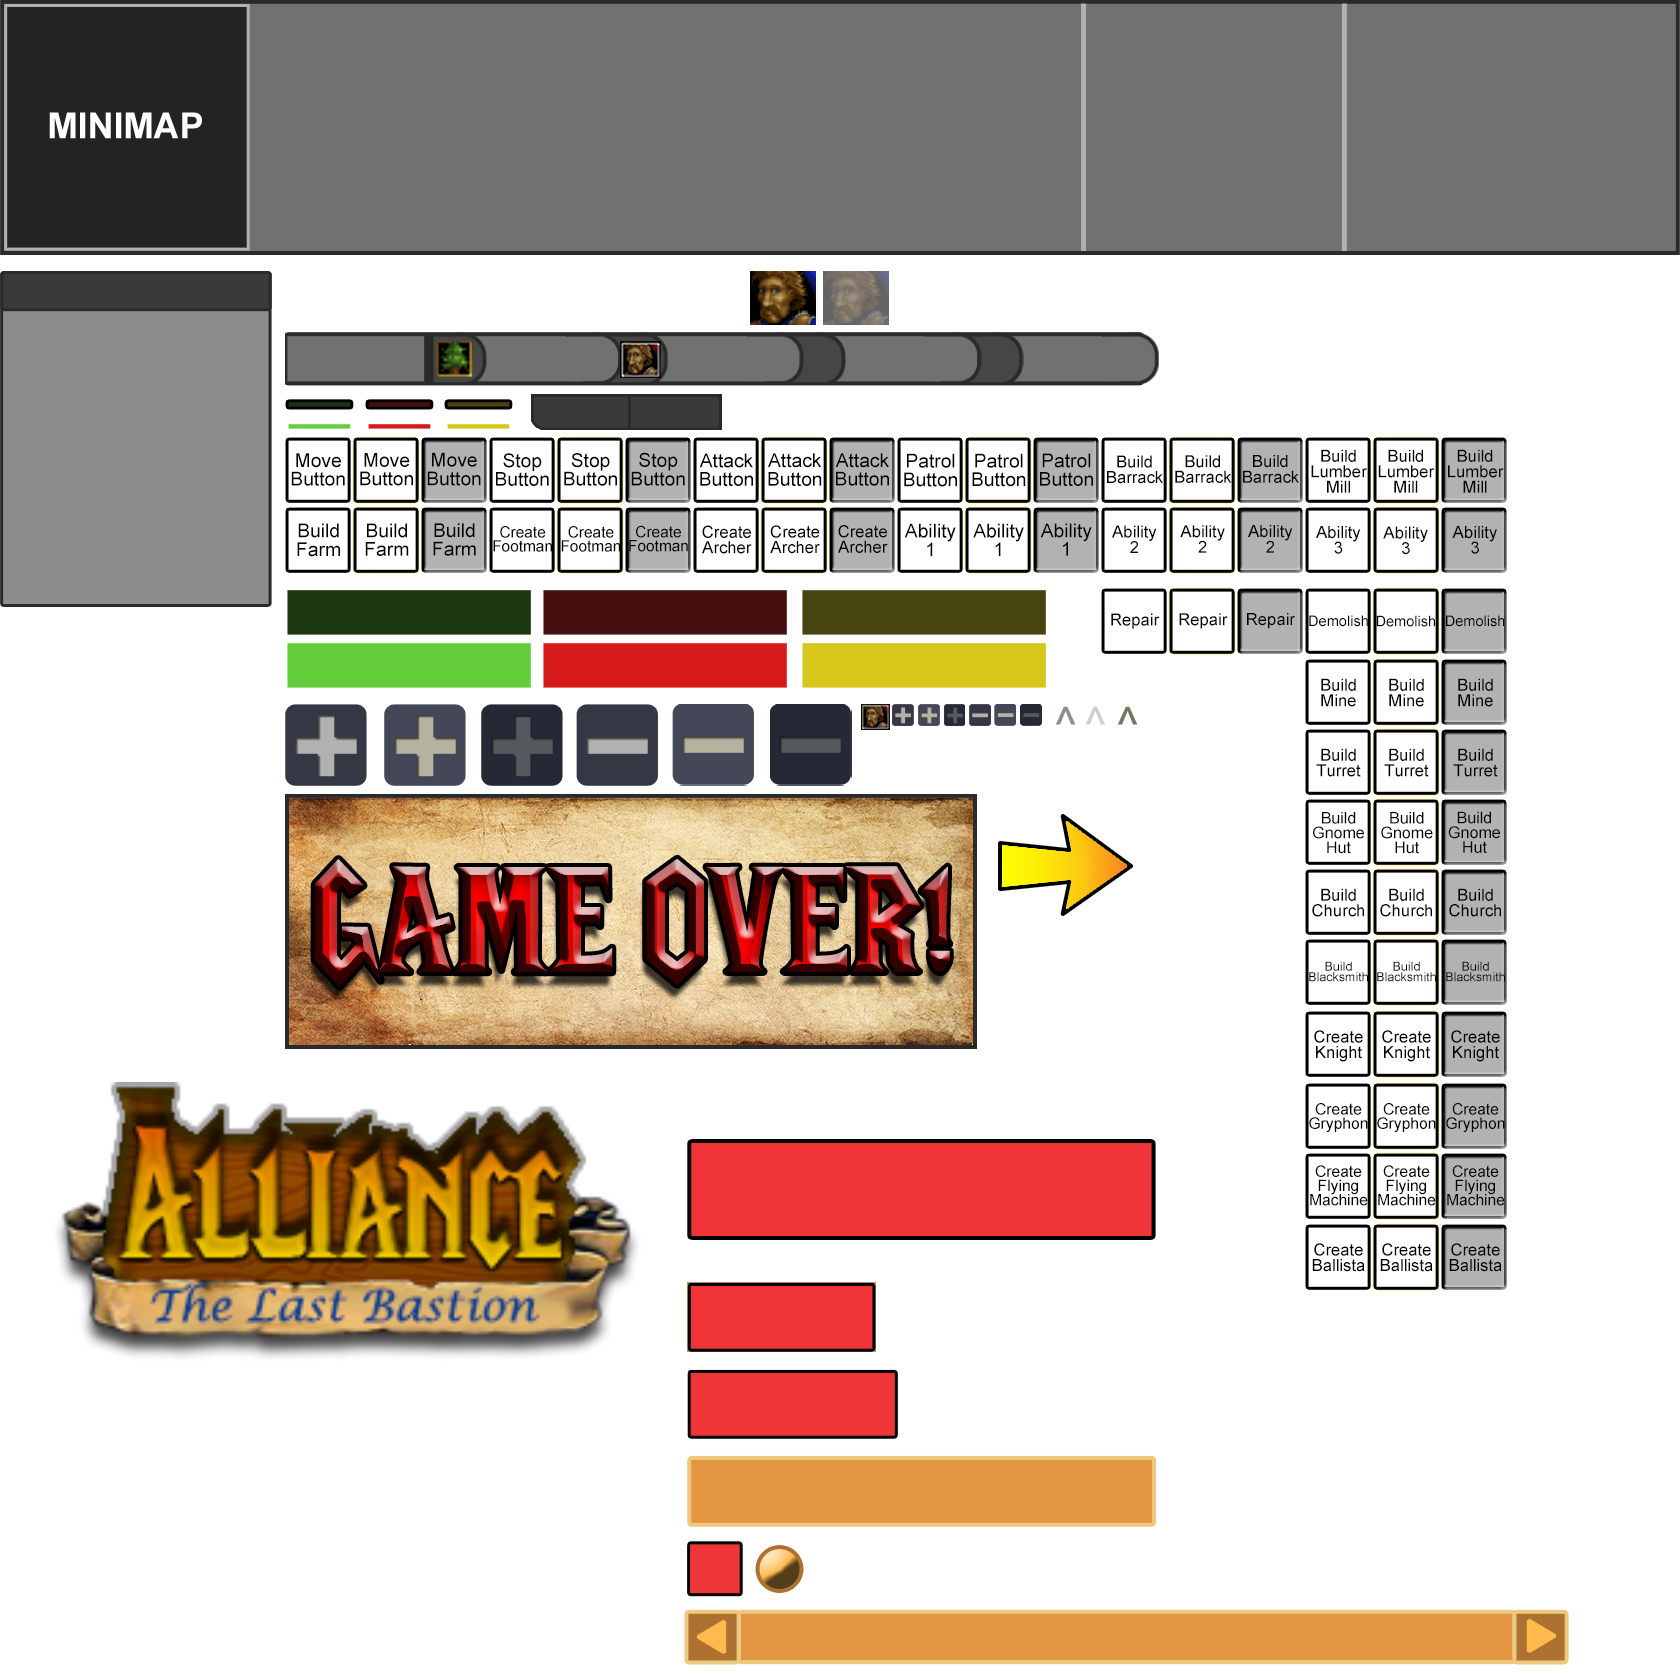 MINIMAP
Move Move Move Stop Stop Stop Attack Attack Attack Patrol Patrol Patrol Build Build Build Build Build Build
Button Button Button Button Button Button Button Button Button Button Button Button Barrack Barrack Barrack Lumber Lumber Lumber
Mill Mill Mill
Build Build Build Create Create Create Create Create Create Ability Ability Ability Ability Ability Ability Ability Ability Ability
Farm Farm Farm Footman Footman Footman Archer Archer Archer 1 1 1 2 2 2 3 3 3
Repair Repair Repair Demolish Demolish Demolish
Build Build Build
Mine Mine Mine
Build Build Build
Turret Turret Turret
Build Build Build
Gnome Gnome Gnome
Hut Hut Hut
Build Build Build
Church Church Church
Build Build Build
Blacksmith Blacksmith Blacksmith
Create Create Create
Knight Knight Knight
Create Create Create
Gryphon Gryphon Gryphon
Create Create Create
Flying Flying Flying
Machine Machine Machine
Create Create Create
Ballista Ballista Ballista
GAME OVER!
ALLIANCE
The Last Bastion